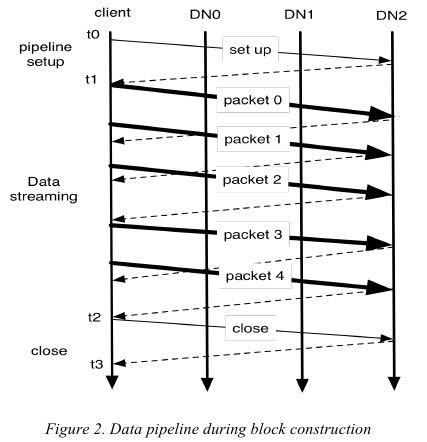 client DN0 DN1 DN2
t0
pipeline
setup
set up
t1
packet 0
packet 1
Data
streaming
packet 2
packet 3
packet 4
t2
close
close
t3
Figure 2. Data pipeline during block construction